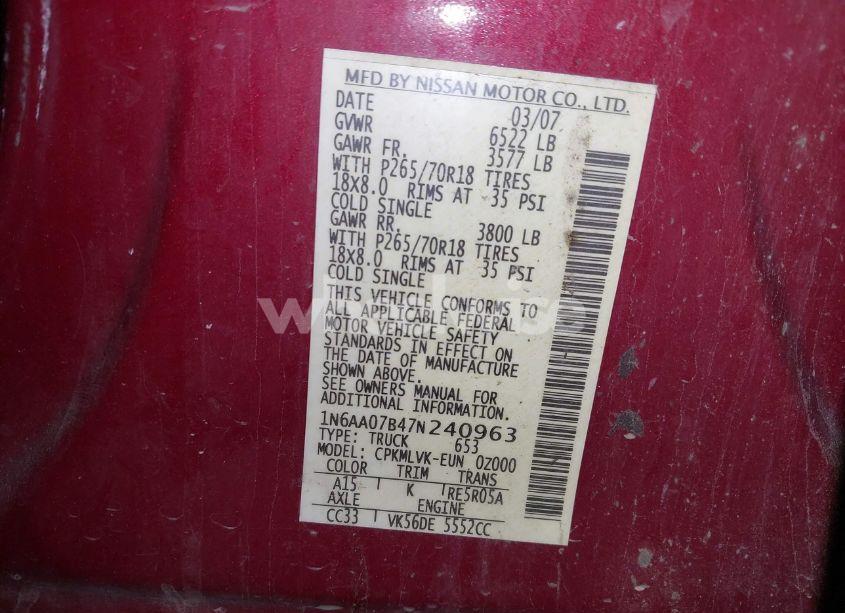 MFD BY NISSAN MOTOR CO., LTD.
DATE 03/07
GVWR 6522 LB
GAWR FR. 3577 LB
WITH P265/70R18 TIRES
18X8.0 RIMS AT 35 PSI
COLD SINGLE
GAWR RR. 3800 LB
WITH P265/70R18 TIRES
18X8.0 RIMS AT 35 PSI
COLD SINGLE
THIS VEHICLE CONFORMS TO
ALL APPLICABLE FEDERAL
MOTOR VEHICLE SAFETY
STANDARDS IN EFFECT ON
THE DATE OF MANUFACTURE
SHOWN ABOVE.
SEE OWNERS MANUAL FOR
ADDITIONAL INFORMATION.
1N6AA07B47N240963
TYPE: TRUCK 653
MODEL: CPKMLVK-EUN 0Z000
COLOR TRIM TRANS
A15 K RE5R05A
AXLE ENGINE
CC33 VK56DE 5552CC